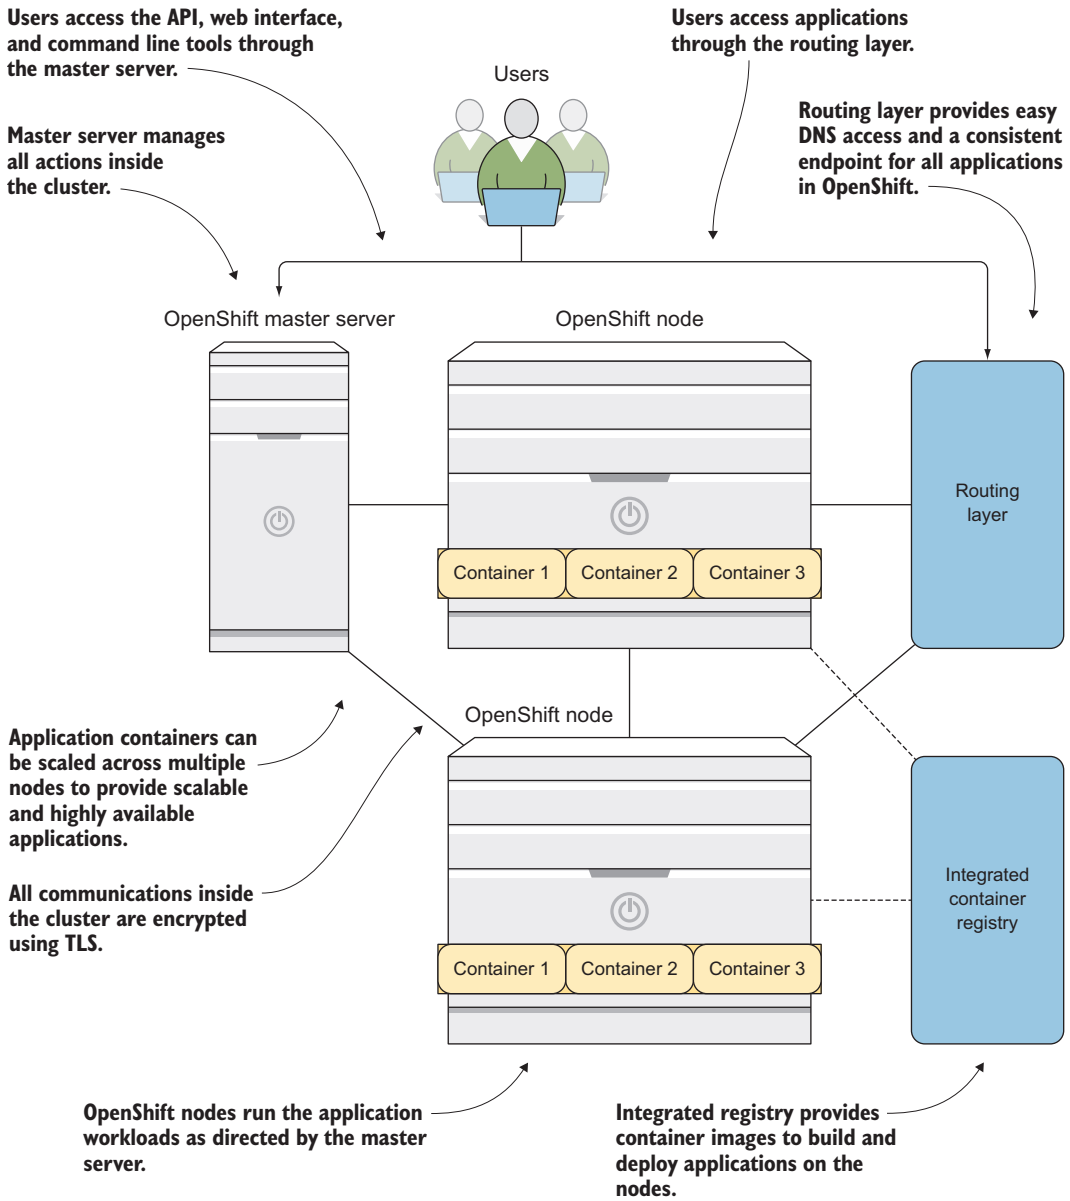 Users access the API, web interface,
and command line tools through
the master server.
Users access applications
through the routing layer.
Users
Routing layer provides easy
DNS access and a consistent
endpoint for all applications
in OpenShift.
Master server manages
all actions inside
the cluster.
OpenShift master server
OpenShift node
Routing
layer
Container 1
Container 2
Container 3
OpenShift node
Application containers can
be scaled across multiple
nodes to provide scalable
and highly available
applications.
All communications inside
the cluster are encrypted
using TLS.
Integrated
container
registry
Container 1
Container 2
Container 3
OpenShift nodes run the application
workloads as directed by the master
server.
Integrated registry provides
container images to build and
deploy applications on the
nodes.